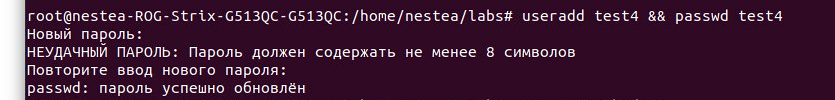 root@nestea-ROG-Strix-G513QC-G513QC:/home/nestea/labs# useradd test4 && passwd test4
Новый пароль:
НЕУДАЧНЫЙ ПАРОЛЬ: Пароль должен содержать не менее 8 символов
Повторите ввод нового пароля:
passwd: пароль успешно обновлён